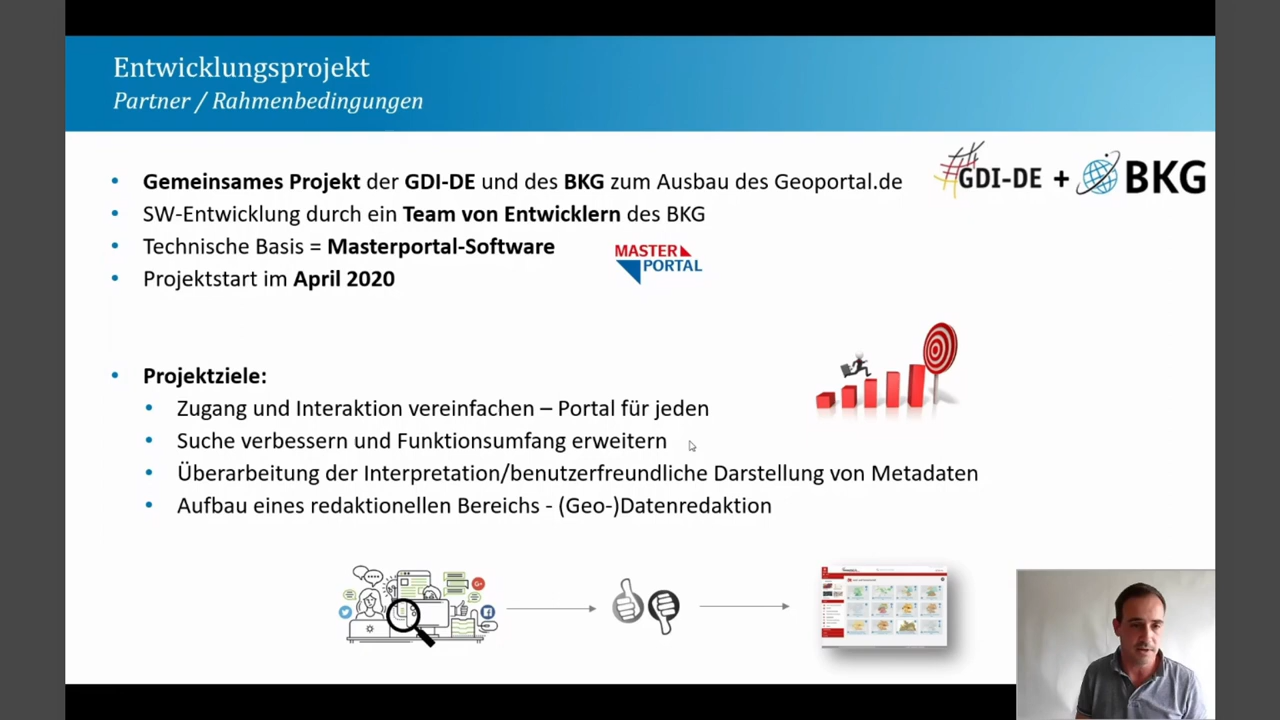 Entwicklungsprojekt
Partner / Rahmenbedingungen
GDI-DE + BKG
• Gemeinsames Projekt der GDI-DE und des BKG zum Ausbau des Geoportal.de
• SW-Entwicklung durch ein Team von Entwicklern des BKG
• Technische Basis = Masterportal-Software
MASTER
PORTAL
• Projektstart im April 2020
• Projektziele:
• Zugang und Interaktion vereinfachen – Portal für jeden
• Suche verbessern und Funktionsumfang erweitern
• Überarbeitung der Interpretation/benutzerfreundliche Darstellung von Metadaten
• Aufbau eines redaktionellen Bereichs - (Geo-)Datenredaktion